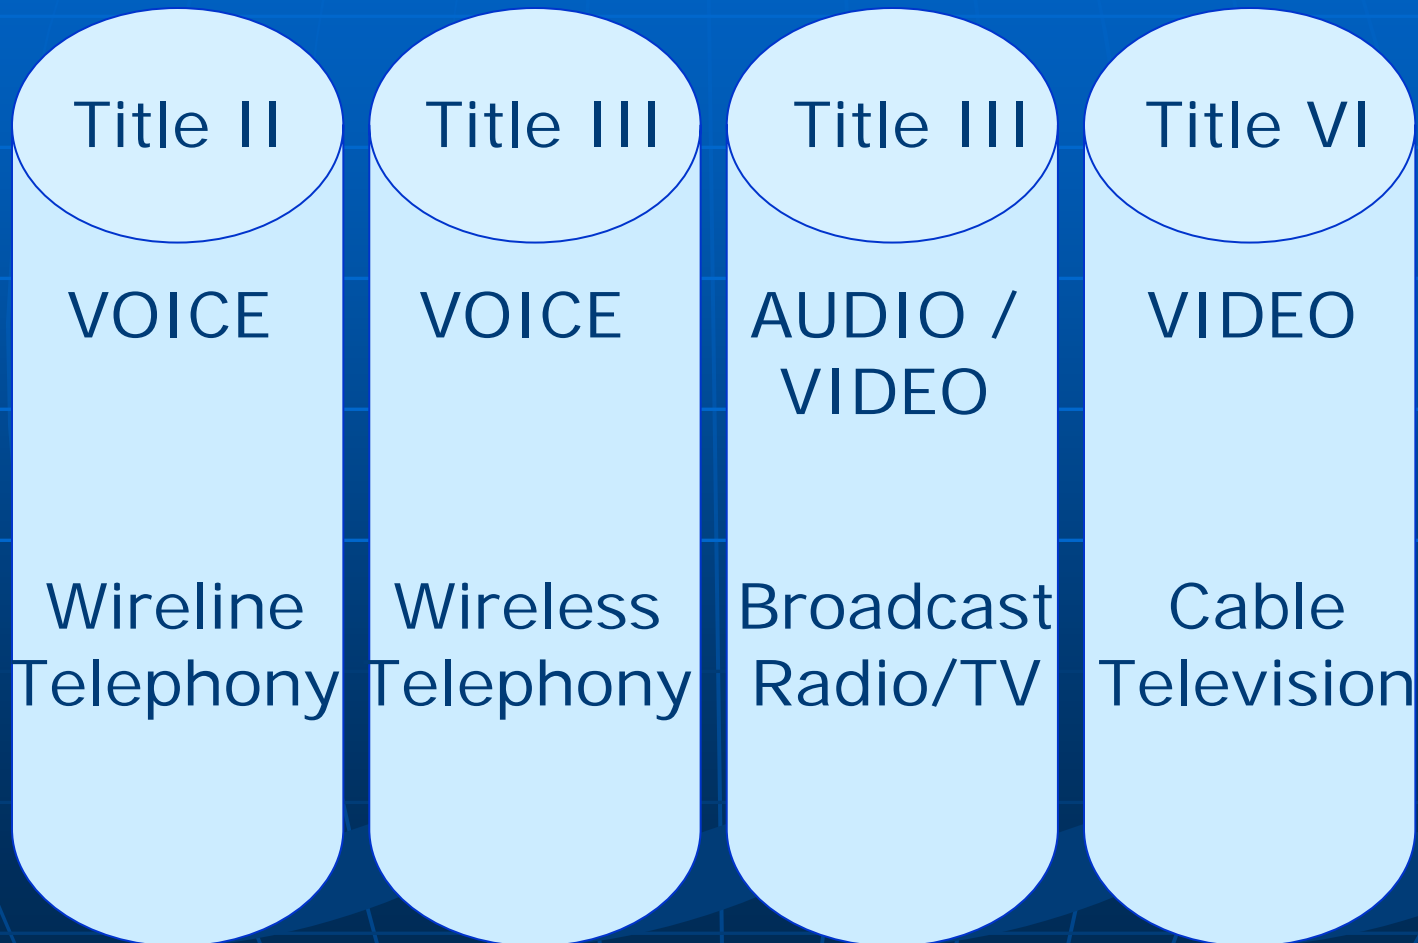 Title II
VOICE
Wireline
Telephony
Title III
VOICE
Wireless
Telephony
Title III
AUDIO /
VIDEO
Broadcast
Radio/TV
Title VI
VIDEO
Cable
Television